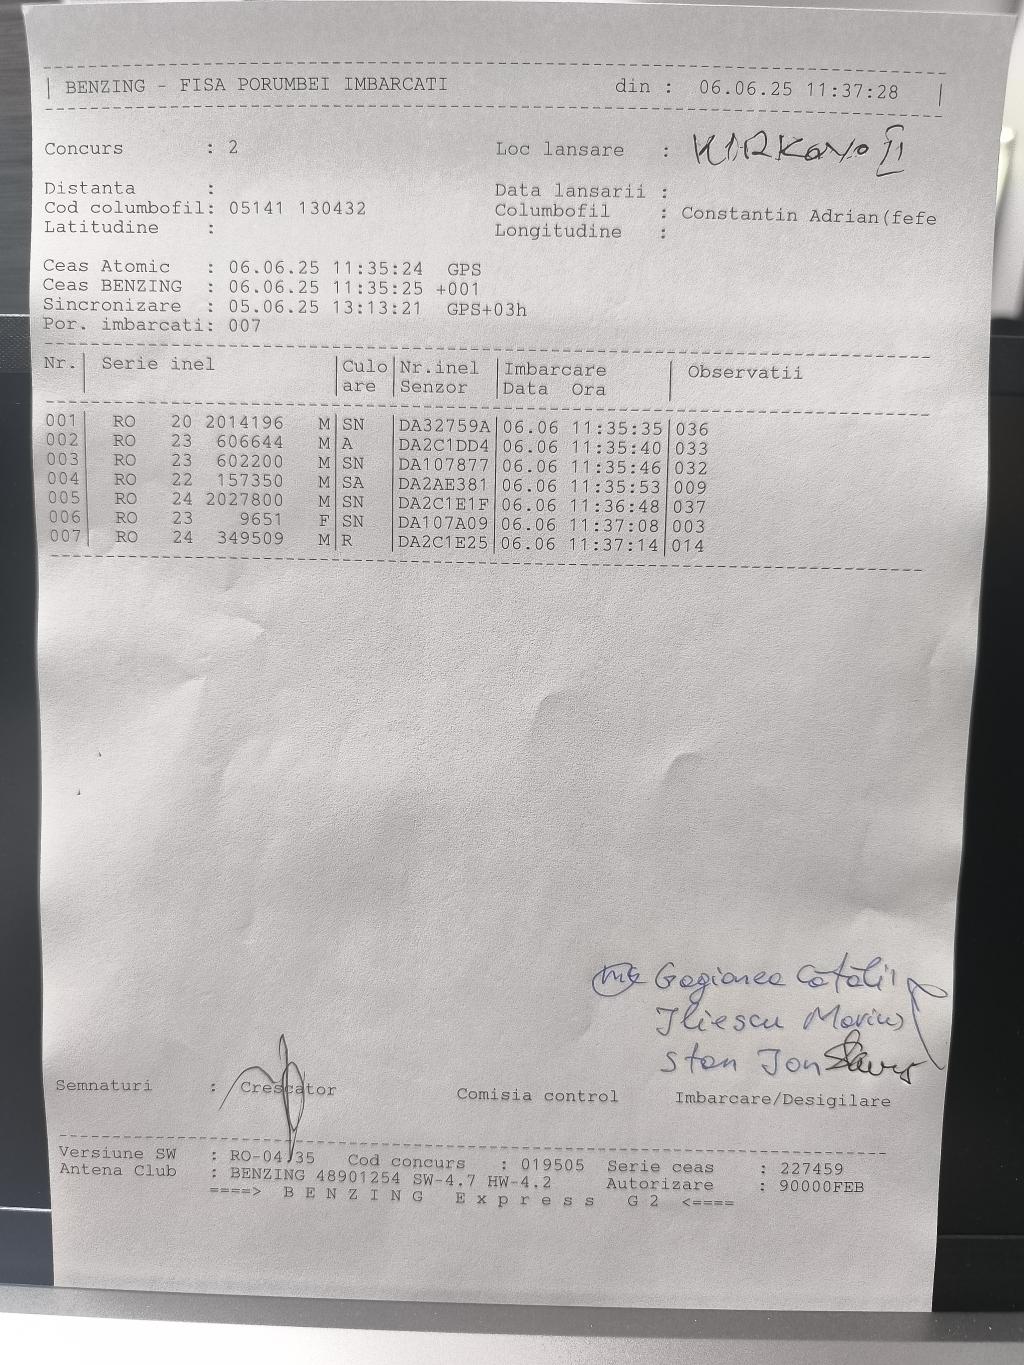 BENZING - FISA PORUMBEI IMBARCATI din : 06.06.25 11:37:28
Concurs : 2 Loc lansare : KIRKOVO II
Distanta : Data lansarii :
Cod columbofil: 05141 130432 Columbofil : Constantin Adrian(fefe
Latitudine : Longitudine :
Ceas Atomic : 06.06.25 11:35:24 GPS
Ceas BENZING : 06.06.25 11:35:25 +001
Sincronizare : 05.06.25 13:13:21 GPS+03h
Por. imbarcati: 007
Nr. Serie inel Culo Nr.inel Imbarcare Observatii
are Senzor Data Ora
001 RO 20 2014196 M SN DA32759A 06.06 11:35:35 036
002 RO 23 606644 M A DA2C1DD4 06.06 11:35:40 033
003 RO 23 602200 M SN DA107877 06.06 11:35:46 032
004 RO 22 157350 M SA DA2AE381 06.06 11:35:53 009
005 RO 24 2027800 M SN DA2C1E1F 06.06 11:36:48 037
006 RO 23 9651 F SN DA107A09 06.06 11:37:08 003
007 RO 24 349509 M R DA2C1E25 06.06 11:37:14 014
Gogionea Catalin
Iliescu Marius
Stan Ion
Semnaturi : Crescator Comisia control Imbarcare/Desigilare
Versiune SW : RO-04/35 Cod concurs : 019505 Serie ceas : 227459
Antena Club : BENZING 48901254 SW-4.7 HW-4.2 Autorizare : 90000FEB
====> B E N Z I N G E x p r e s s G 2 <====